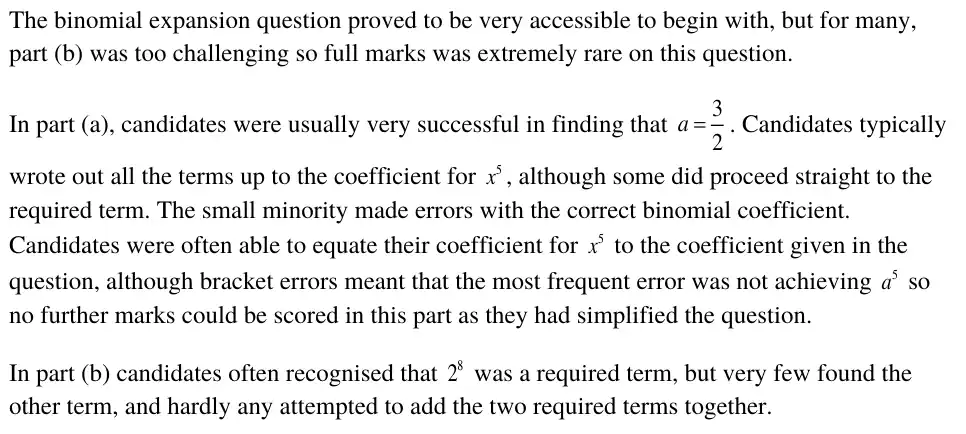 The binomial expansion question proved to be very accessible to begin with, but for many,
part (b) was too challenging so full marks was extremely rare on this question.
In part (a), candidates were usually very successful in finding that a = 3/2. Candidates typically
wrote out all the terms up to the coefficient for x⁵, although some did proceed straight to the
required term. The small minority made errors with the correct binomial coefficient.
Candidates were often able to equate their coefficient for x⁵ to the coefficient given in the
question, although bracket errors meant that the most frequent error was not achieving a⁵ so
no further marks could be scored in this part as they had simplified the question.
In part (b) candidates often recognised that 2⁸ was a required term, but very few found the
other term, and hardly any attempted to add the two required terms together.